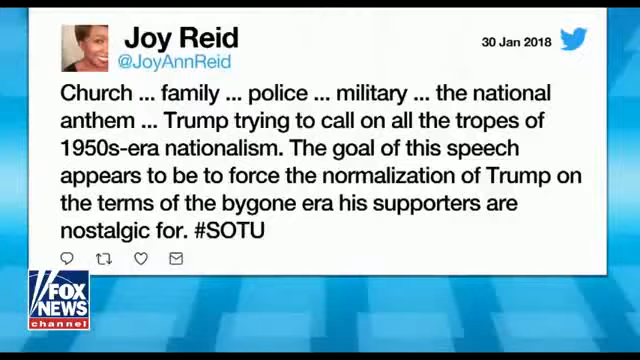 Joy Reid
@JoyAnnReid
30 Jan 2018
Church ... family ... police ... military ... the national
anthem ... Trump trying to call on all the tropes of
1950s-era nationalism. The goal of this speech
appears to be to force the normalization of Trump on
the terms of the bygone era his supporters are
nostalgic for. #SOTU
FOX
NEWS
channel